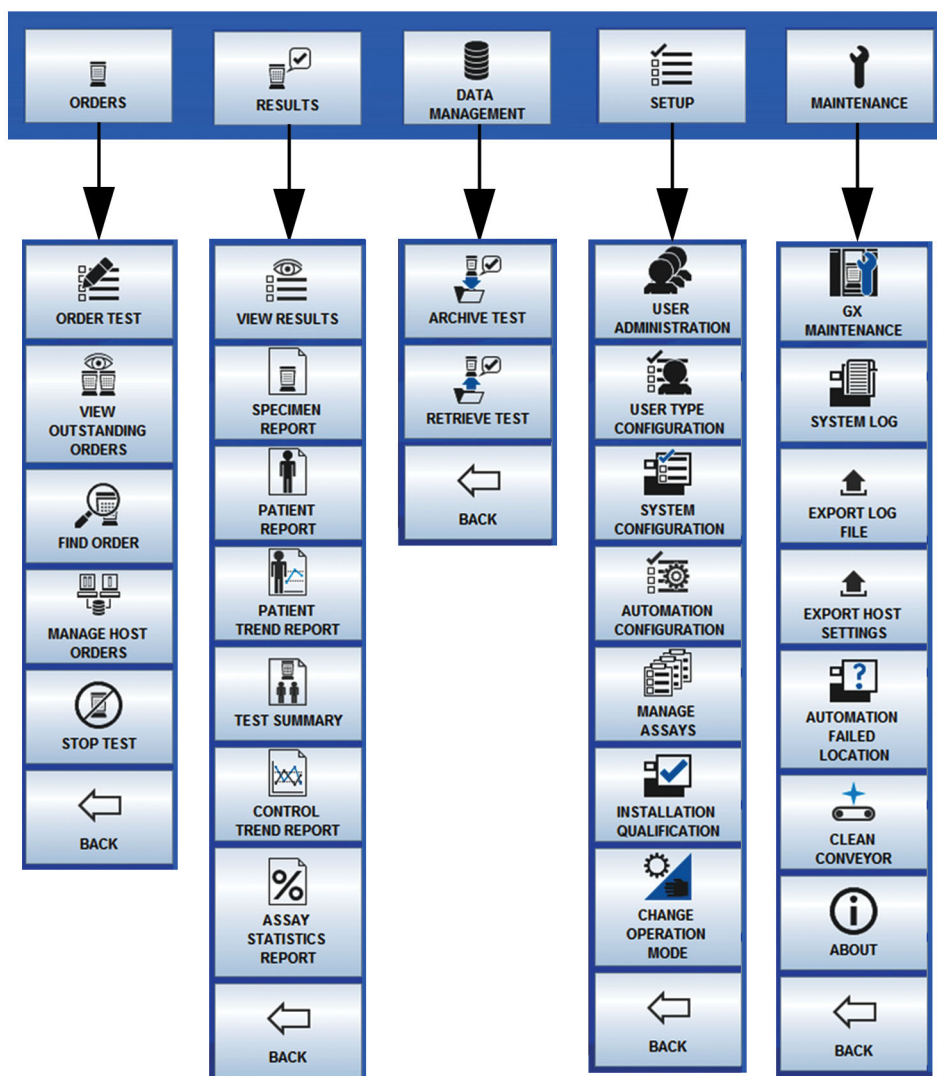 ORDERS
RESULTS
DATA
MANAGEMENT
SETUP
MAINTENANCE
ORDER TEST
VIEW
OUTSTANDING
ORDERS
FIND ORDER
MANAGE HOST
ORDERS
STOP TEST
BACK
VIEW RESULTS
SPECIMEN
REPORT
PATIENT
REPORT
PATIENT
TREND REPORT
TEST SUMMARY
CONTROL
TREND REPORT
%
ASSAY
STATISTICS
REPORT
BACK
ARCHIVE TEST
RETRIEVE TEST
BACK
USER
ADMINISTRATION
USER TYPE
CONFIGURATION
SYSTEM
CONFIGURATION
AUTOMATION
CONFIGURATION
MANAGE
ASSAYS
INSTALLATION
QUALIFICATION
CHANGE
OPERATION
MODE
BACK
GX
MAINTENANCE
SYSTEM LOG
EXPORT LOG
FILE
EXPORT HOST
SETTINGS
?
AUTOMATION
FAILED
LOCATION
CLEAN
CONVEYOR
i
ABOUT
BACK